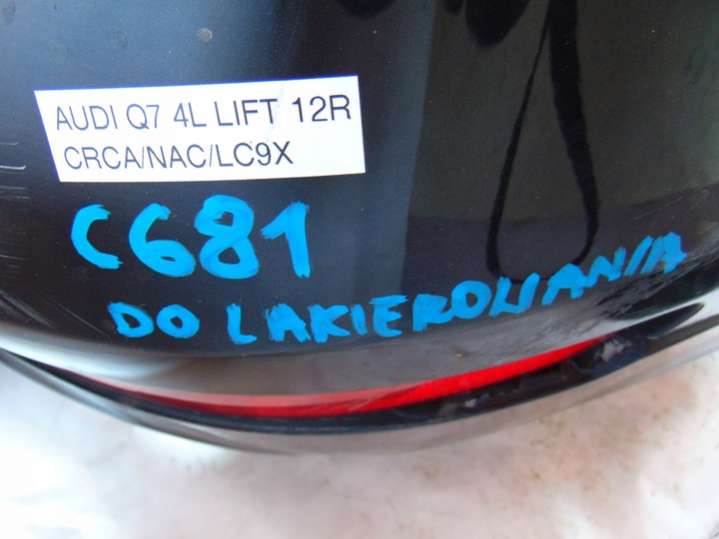 AUDI Q7 4L LIFT 12R
CRCA/NAC/LC9X
C681
DO LAKIEROWANIA